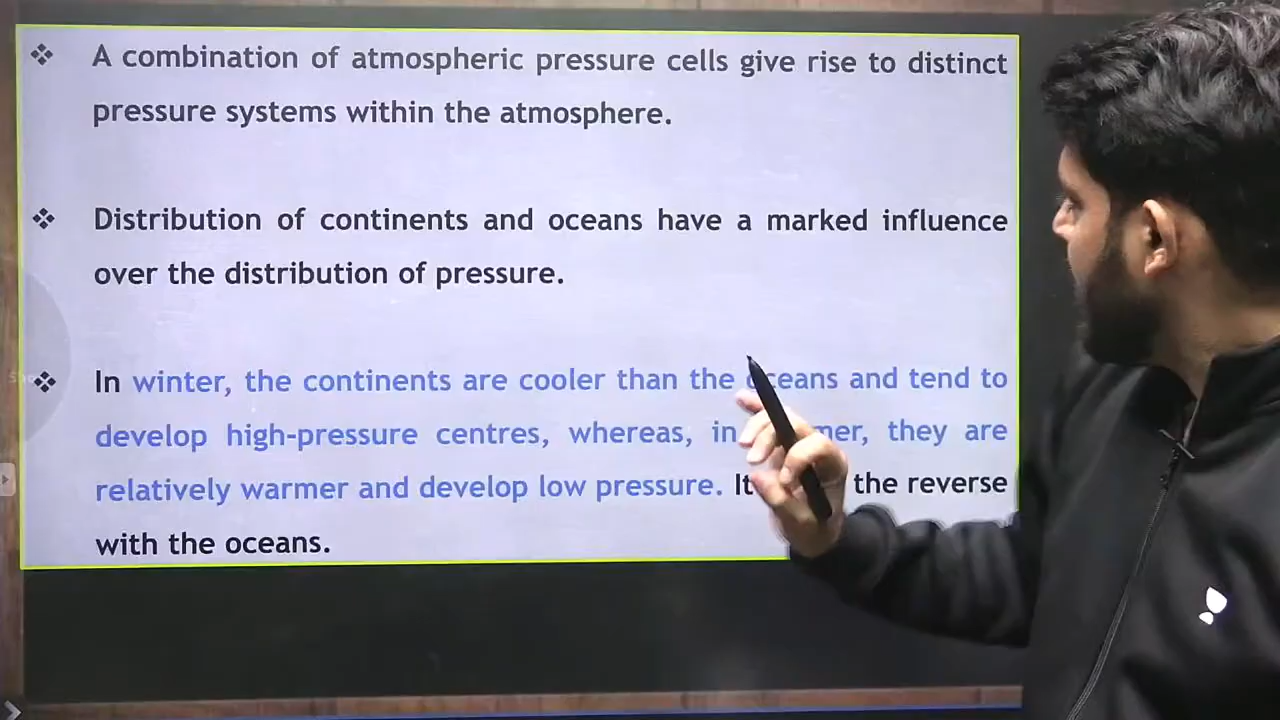 ❖ A combination of atmospheric pressure cells give rise to distinct
pressure systems within the atmosphere.
❖ Distribution of continents and oceans have a marked influence
over the distribution of pressure.
❖ In winter, the continents are cooler than the oceans and tend to
develop high-pressure centres, whereas, in they are
relatively warmer and develop low pressure. It the reverse
with the oceans.